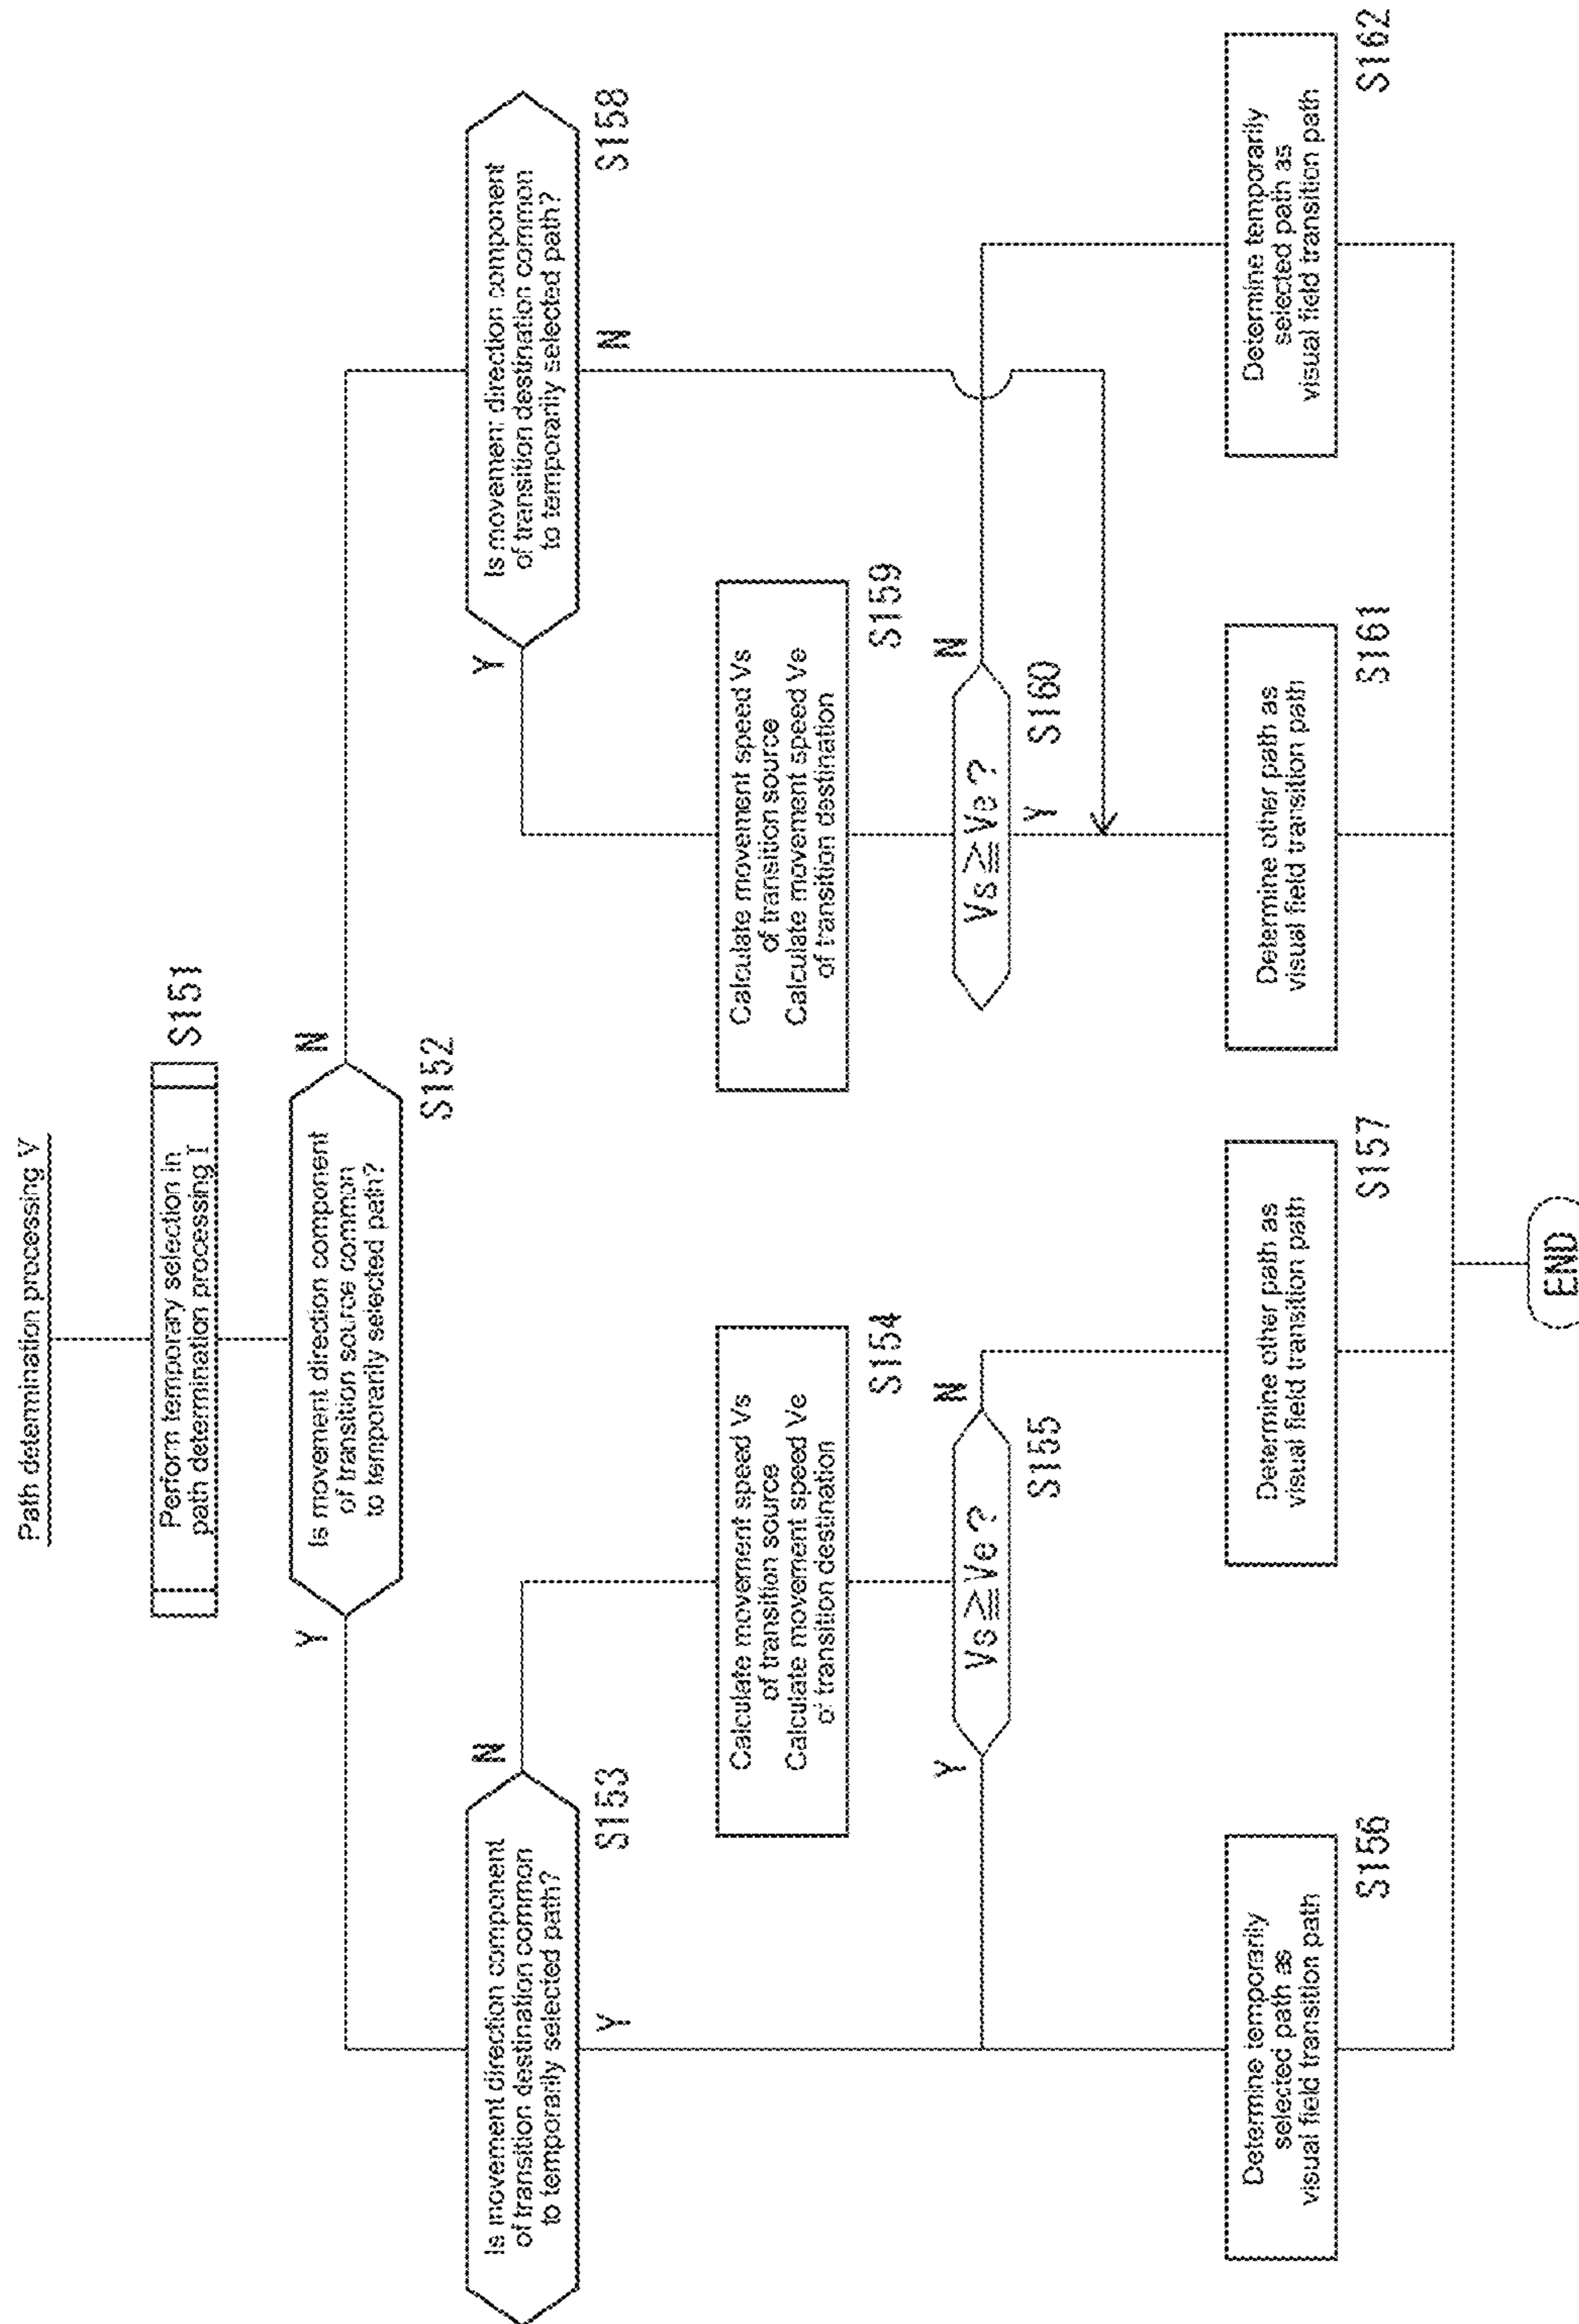 Path determination processing V
Perform temporary selection in
path determination processing I
S151
Is movement direction component
of transition source common
to temporarily selected path?
S152
Y
N
Is movement direction component
of transition destination common
to temporarily selected path?
S153
N
Y
Calculate movement speed Vs
of transition source
Calculate movement speed Ve
of transition destination
S154
Vs≧Ve ?
S155
Y
N
Determine temporarily
selected path as
visual field transition path
S156
Determine other path as
visual field transition path
S157
Is movement direction component
of transition destination common
to temporarily selected path?
S158
Y
N
Calculate movement speed Vs
of transition source
Calculate movement speed Ve
of transition destination
S159
Vs≧Ve ?
S160
N
Y
Determine other path as
visual field transition path
S161
Determine temporarily
selected path as
visual field transition path
S162
END